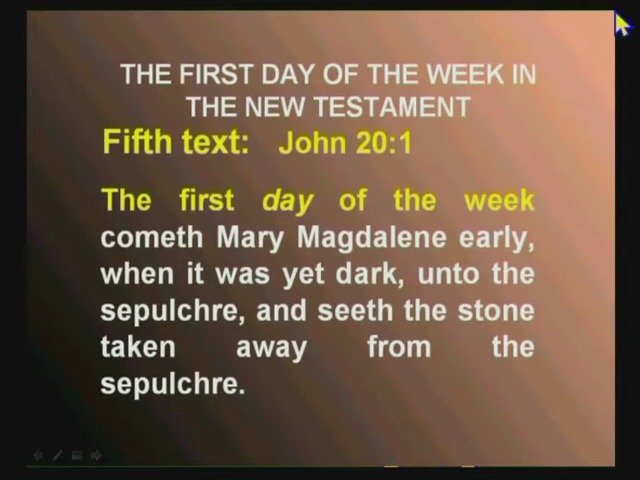 THE FIRST DAY OF THE WEEK IN
THE NEW TESTAMENT
Fifth text: John 20:1
The first day of the week
cometh Mary Magdalene early,
when it was yet dark, unto the
sepulchre, and seeth the stone
taken away from the
sepulchre.